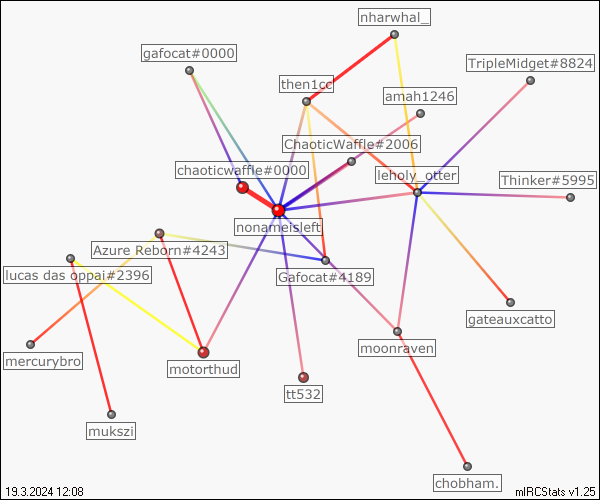 nharwhal_
gafocat#0000
TripleMidget#8824
then1cc
amah1246
ChaoticWaffle#2006
chaoticwaffle#0000
leholy_otter
Thinker#5995
nonameisleft
Azure Reborn#4243
lucas das oppai#2396
Gafocat#4189
gateauxcatto
mercurybro
motorthud
moonraven
tt532
mukszi
chobham.
19.3.2024 12:08
mIRCStats v1.25